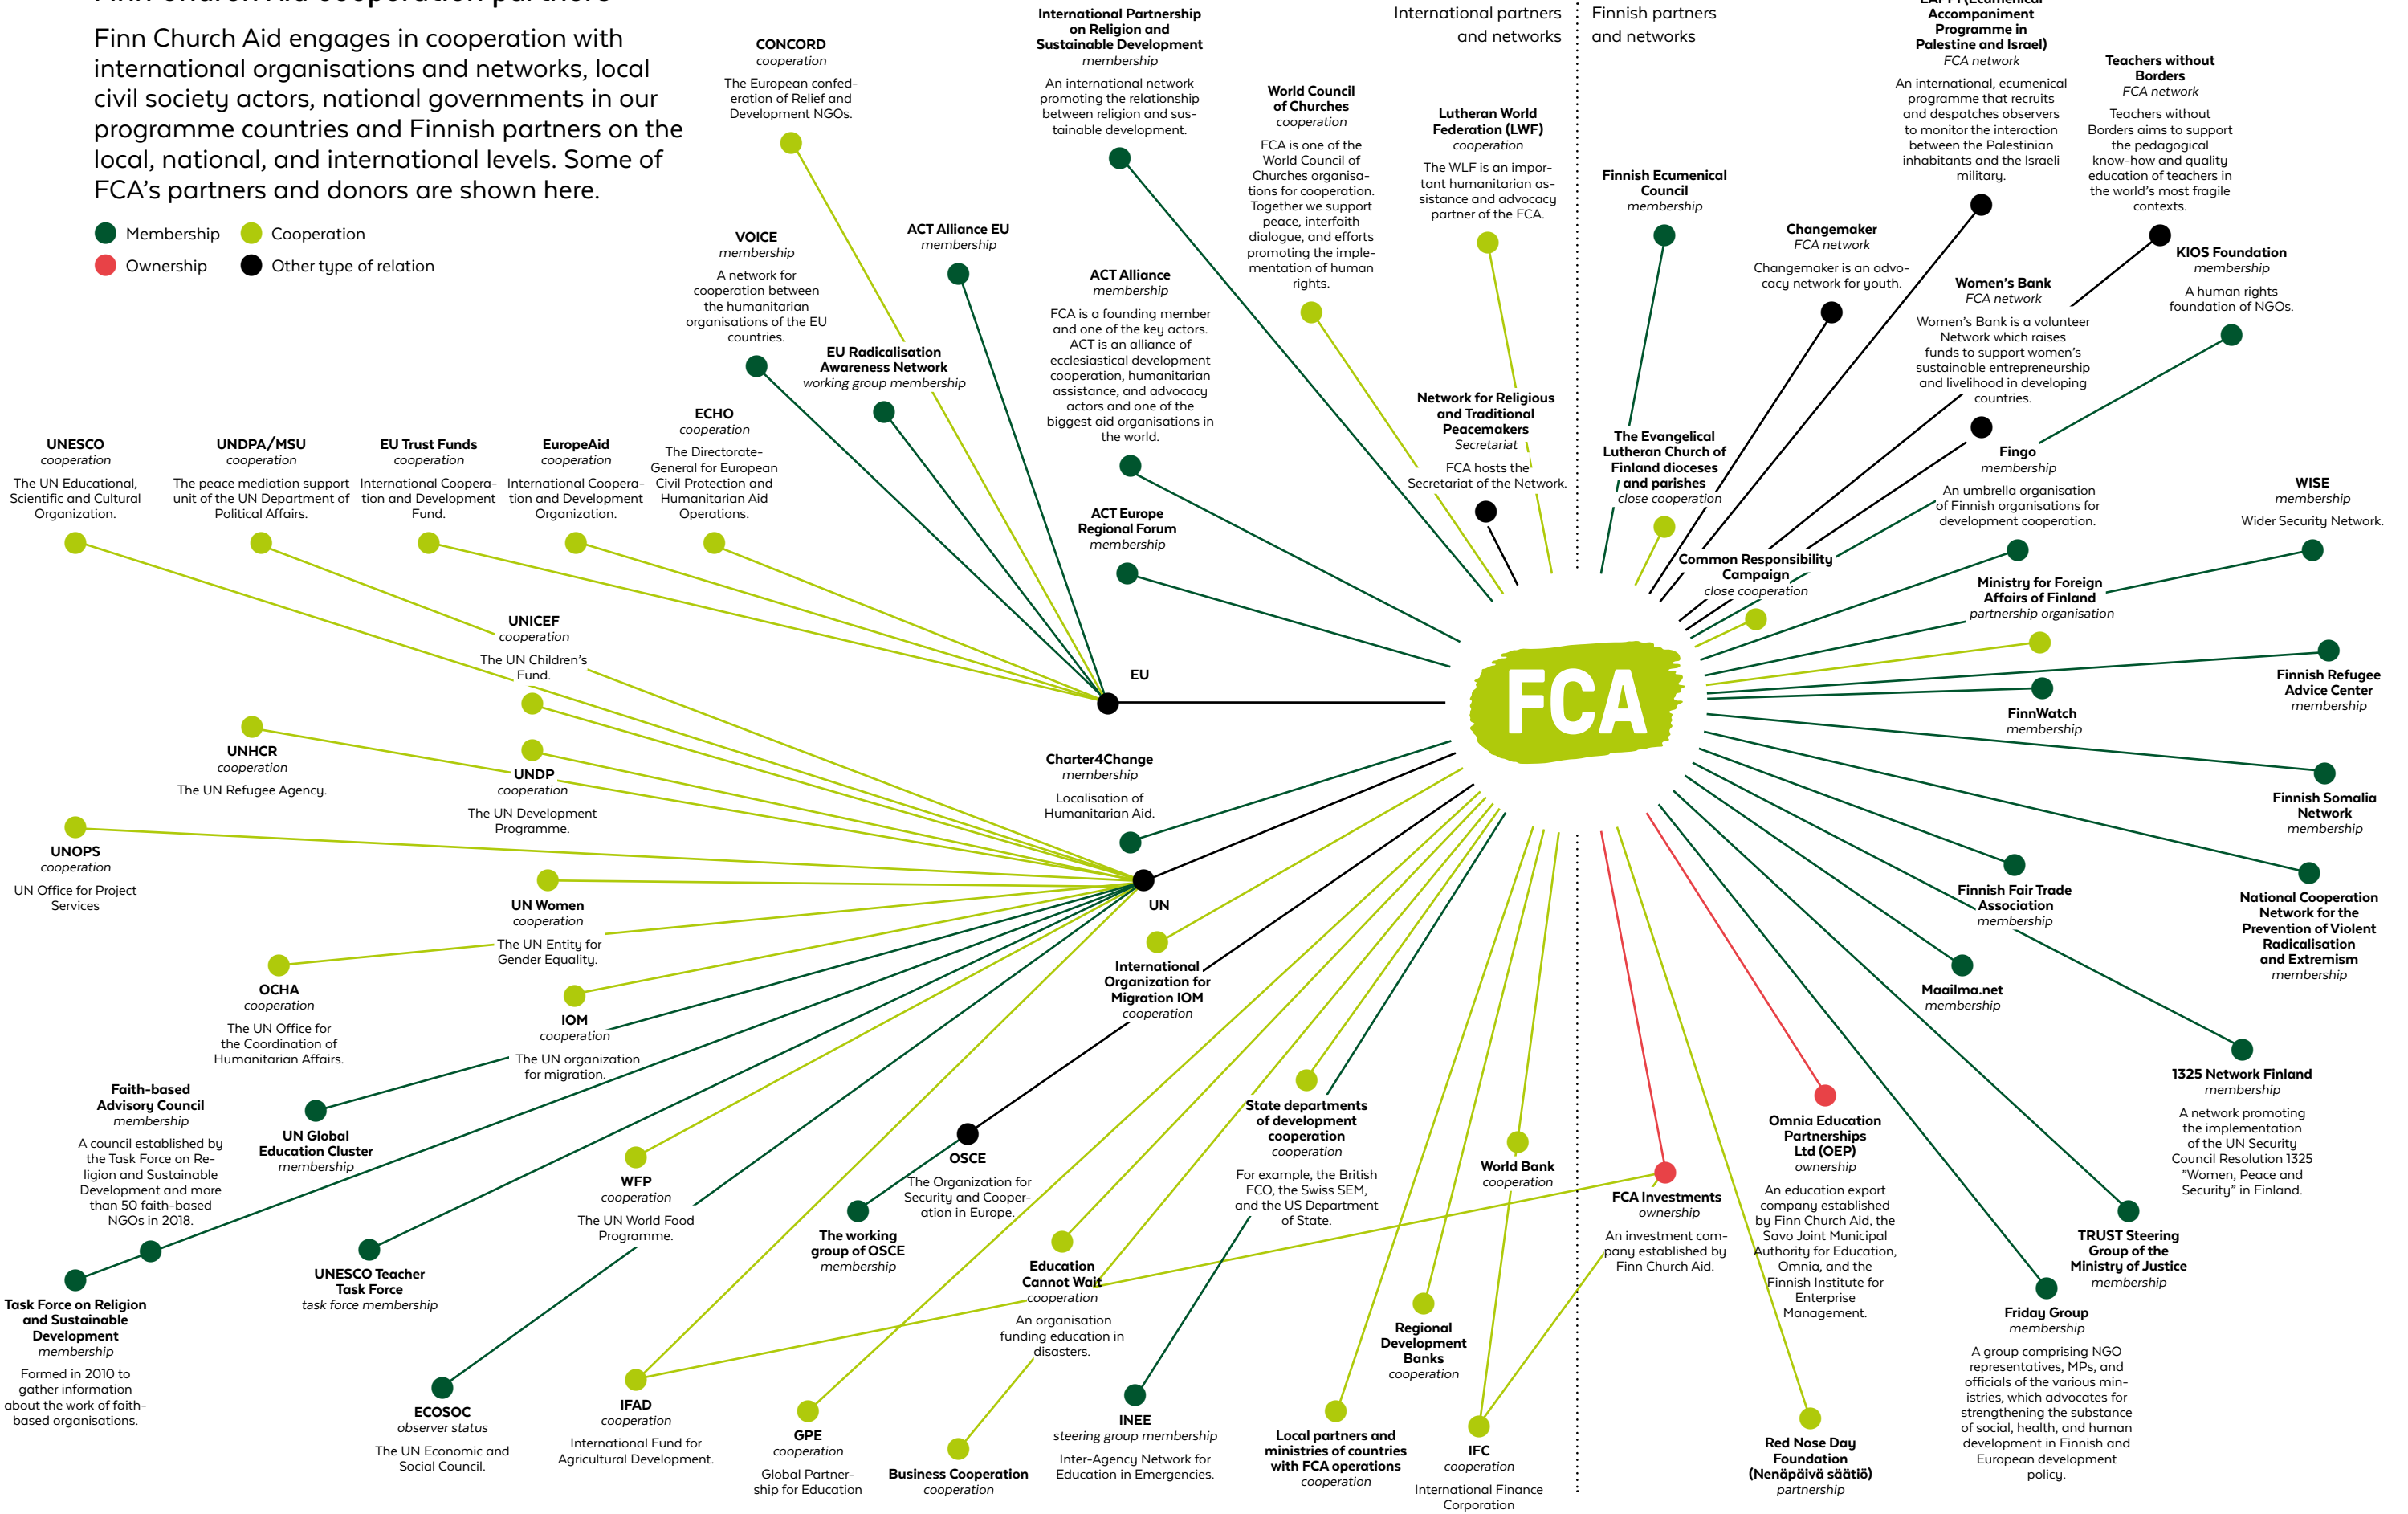 Finn Church Aid cooperation partners
Finn Church Aid engages in cooperation with
international organisations and networks, local
civil society actors, national governments in our
programme countries and Finnish partners on the
local, national, and international levels. Some of
FCA's partners and donors are shown here.
Membership
Cooperation
Ownership
Other type of relation
International partners
and networks
Finnish partners
and networks
CONCORD
cooperation
The European confed-
eration of Relief and
Development NGOs.
International Partnership
on Religion and
Sustainable Development
membership
An international network
promoting the relationship
between religion and sus-
tainable development.
World Council
of Churches
cooperation
FCA is one of the
World Council of
Churches organisa-
tions for cooperation.
Together we support
peace, interfaith
dialogue, and efforts
promoting the imple-
mentation of human
rights.
Lutheran World
Federation (LWF)
cooperation
The WLF is an impor-
tant humanitarian as-
sistance and advocacy
partner of the FCA.
VOICE
membership
A network for
cooperation between
the humanitarian
organisations of the EU
countries.
ACT Alliance EU
membership
ACT Alliance
membership
FCA is a founding member
and one of the key actors.
ACT is an alliance of
ecclesiastical development
cooperation, humanitarian
assistance, and advocacy
actors and one of the
biggest aid organisations in
the world.
EU Radicalisation
Awareness Network
working group membership
Network for Religious
and Traditional
Peacemakers
Secretariat
FCA hosts the
Secretariat of the Network.
UNESCO
cooperation
The UN Educational,
Scientific and Cultural
Organization.
UNDPA/MSU
cooperation
The peace mediation support
unit of the UN Department of
Political Affairs.
EU Trust Funds
cooperation
International Coopera-
tion and Development
Fund.
EuropeAid
cooperation
International Coopera-
tion and Development
Organization.
ECHO
cooperation
The Directorate-
General for European
Civil Protection and
Humanitarian Aid
Operations.
ACT Europe
Regional Forum
membership
UNICEF
cooperation
The UN Children's
Fund.
EU
UNHCR
cooperation
The UN Refugee Agency.
UNDP
cooperation
The UN Development
Programme.
Charter4Change
membership
Localisation of
Humanitarian Aid.
FCA
UNOPS
cooperation
UN Office for Project
Services
UN Women
cooperation
The UN Entity for
Gender Equality.
UN
OCHA
cooperation
The UN Office for
the Coordination of
Humanitarian Affairs.
IOM
cooperation
The UN organization
for migration.
International
Organization for
Migration IOM
cooperation
Faith-based
Advisory Council
membership
A council established by
the Task Force on Re-
ligion and Sustainable
Development and more
than 50 faith-based
NGOs in 2018.
UN Global
Education Cluster
membership
WFP
cooperation
The UN World Food
Programme.
OSCE
The Organization for
Security and Cooper-
ation in Europe.
The working
group of OSCE
membership
State departments
of development
cooperation
cooperation
For example, the British
FCO, the Swiss SEM,
and the US Department
of State.
World Bank
cooperation
Task Force on Religion
and Sustainable
Development
membership
Formed in 2010 to
gather information
about the work of faith-
based organisations.
UNESCO Teacher
Task Force
task force membership
Education
Cannot Wait
cooperation
An organisation
funding education in
disasters.
Regional
Development
Banks
cooperation
ECOSOC
observer status
The UN Economic and
Social Council.
IFAD
cooperation
International Fund for
Agricultural Development.
GPE
cooperation
Global Partner-
ship for Education
Business Cooperation
cooperation
INEE
steering group membership
Inter-Agency Network for
Education in Emergencies.
Local partners and
ministries of countries
with FCA operations
cooperation
IFC
cooperation
International Finance
Corporation
EAPPI (Ecumenical
Accompaniment
Programme in
Palestine and Israel)
FCA network
An international, ecumenical
programme that recruits
and despatches observers
to monitor the interaction
between the Palestinian
inhabitants and the Israeli
military.
Teachers without
Borders
FCA network
Teachers without
Borders aims to support
the pedagogical
know-how and quality
education of teachers in
the world's most fragile
contexts.
Finnish Ecumenical
Council
membership
Changemaker
FCA network
Changemaker is an advo-
cacy network for youth.
KIOS Foundation
membership
A human rights
foundation of NGOs.
Women's Bank
FCA network
Women's Bank is a volunteer
Network which raises
funds to support women's
sustainable entrepreneurship
and livelihood in developing
countries.
The Evangelical
Lutheran Church of
Finland dioceses
and parishes
close cooperation
Fingo
membership
An umbrella organisation
of Finnish organisations for
development cooperation.
WISE
membership
Wider Security Network.
Common Responsibility
Campaign
close cooperation
Ministry for Foreign
Affairs of Finland
partnership organisation
Finnish Refugee
Advice Center
membership
FinnWatch
membership
Finnish Somalia
Network
membership
Finnish Fair Trade
Association
membership
National Cooperation
Network for the
Prevention of Violent
Radicalisation
and Extremism
membership
Maailma.net
membership
1325 Network Finland
membership
A network promoting
the implementation
of the UN Security
Council Resolution 1325
"Women, Peace and
Security" in Finland.
Omnia Education
Partnerships
Ltd (OEP)
ownership
An education export
company established
by Finn Church Aid, the
Savo Joint Municipal
Authority for Education,
Omnia, and the
Finnish Institute for
Enterprise
Management.
FCA Investments
ownership
An investment com-
pany established by
Finn Church Aid.
TRUST Steering
Group of the
Ministry of Justice
membership
Friday Group
membership
A group comprising NGO
representatives, MPs, and
officials of the various min-
istries, which advocates for
strengthening the substance
of social, health, and human
development in Finnish and
European development
policy.
Red Nose Day
Foundation
(Nenäpäivä säätiö)
partnership